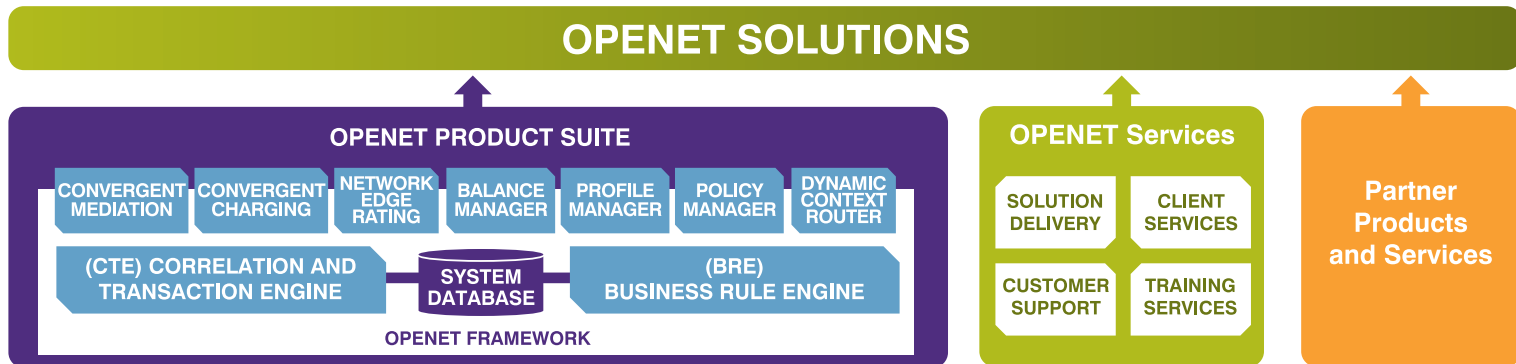 OPENET SOLUTIONS
OPENET PRODUCT SUITE
CONVERGENT
MEDIATION
CONVERGENT
CHARGING
NETWORK
EDGE
RATING
BALANCE
MANAGER
PROFILE
MANAGER
POLICY
MANAGER
DYNAMIC
CONTEXT
ROUTER
(CTE) CORRELATION AND
TRANSACTION ENGINE
SYSTEM
DATABASE
(BRE)
BUSINESS RULE ENGINE
OPENET FRAMEWORK
OPENET Services
SOLUTION
DELIVERY
CLIENT
SERVICES
CUSTOMER
SUPPORT
TRAINING
SERVICES
Partner
Products
and Services